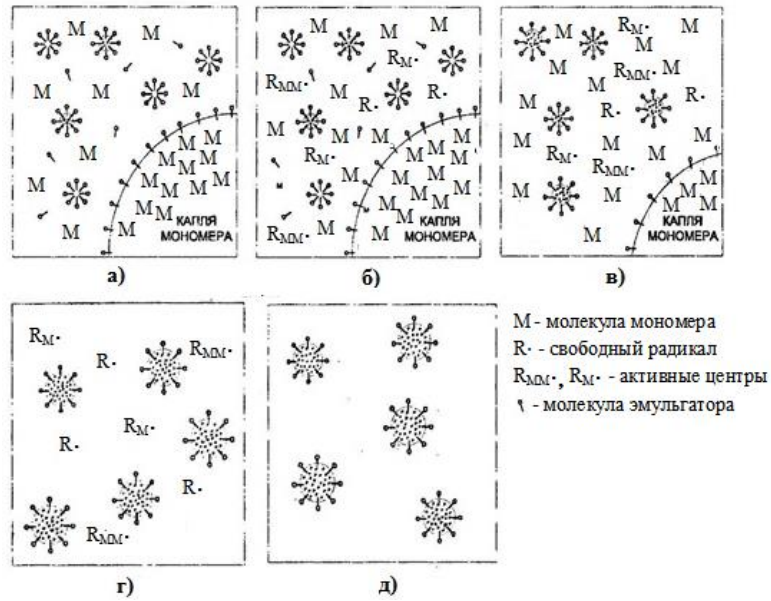 M M M M M M M M M M M M M M M M M M M
КАПЛЯ
МОНОМЕРА
а)
M M R_M· R_MM· M M R· R· M R_M· M M M M M M M M M M M M R_MM· M
КАПЛЯ
МОНОМЕРА
б)
R_M· M M M M R_MM· M M R· M M R_M· R_MM· M M M M M M M M M
КАПЛЯ
МОНОМЕРА
в)
R_M·
R· R_MM·
R_M·
R·
R·
R_MM·
г)
д)
М - молекула мономера
R· - свободный радикал
R_MM·, R_M· - активные центры
- молекула эмульгатора